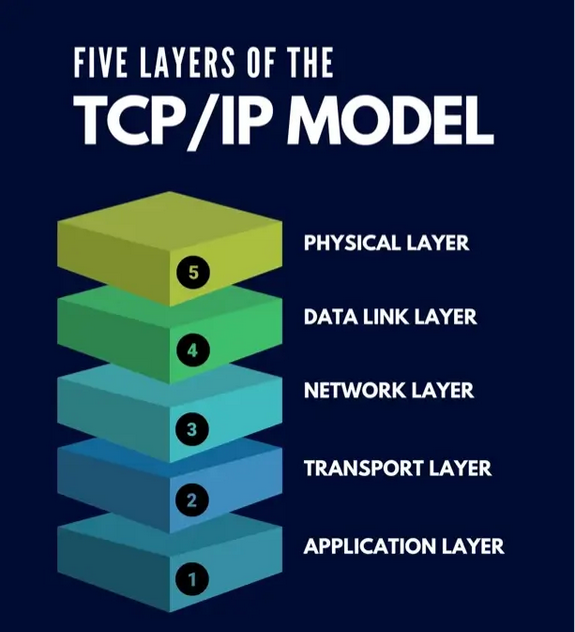 FIVE LAYERS OF THE
TCP/IP MODEL
5 PHYSICAL LAYER
4 DATA LINK LAYER
3 NETWORK LAYER
2 TRANSPORT LAYER
1 APPLICATION LAYER